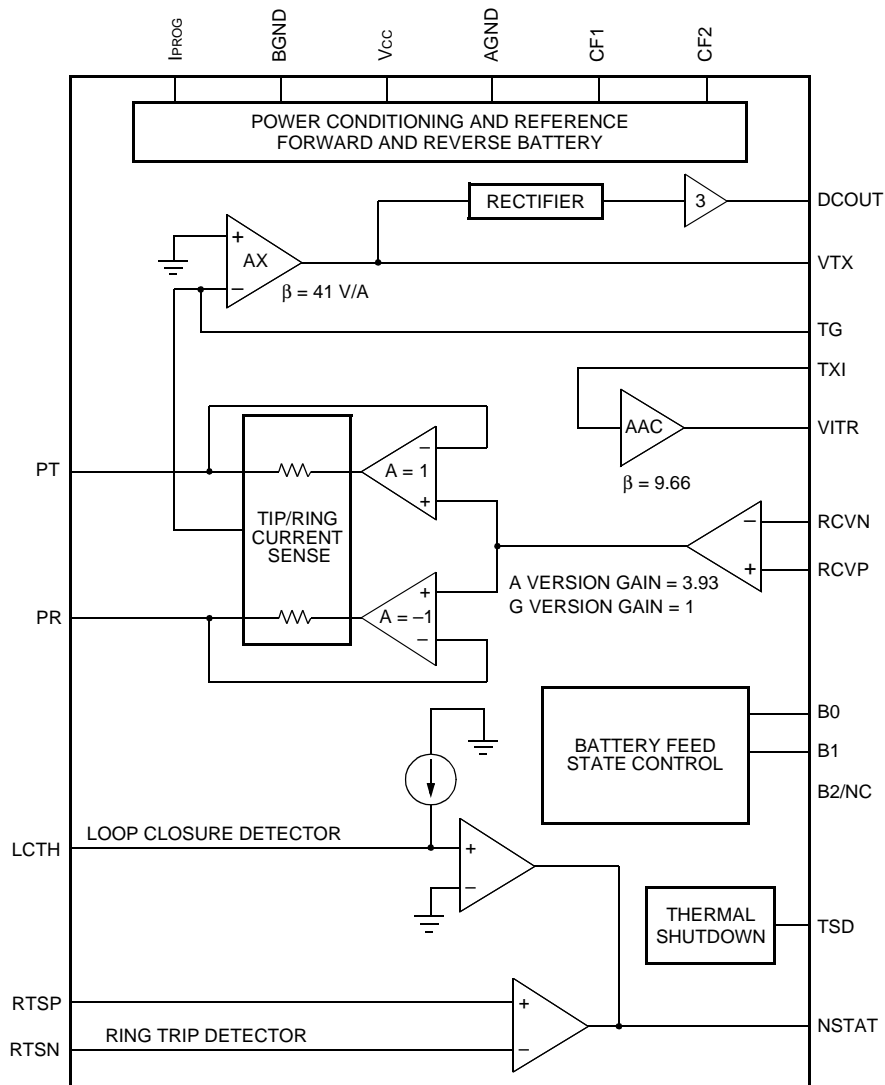 IPROG
BGND
VCC
AGND
CF1
CF2
POWER CONDITIONING AND REFERENCE
FORWARD AND REVERSE BATTERY
RECTIFIER
3
DCOUT
+
AX
–
β = 41 V/A
VTX
TG
TXI
AAC
VITR
β = 9.66
PT
–
A = 1
+
TIP/RING
CURRENT
SENSE
–
RCVN
+
RCVP
A VERSION GAIN = 3.93
G VERSION GAIN = 1
PR
+
A = –1
–
BATTERY FEED
STATE CONTROL
B0
B1
B2/NC
LCTH
LOOP CLOSURE DETECTOR
+
–
THERMAL
SHUTDOWN
TSD
RTSP
+
NSTAT
RTSN
RING TRIP DETECTOR
–